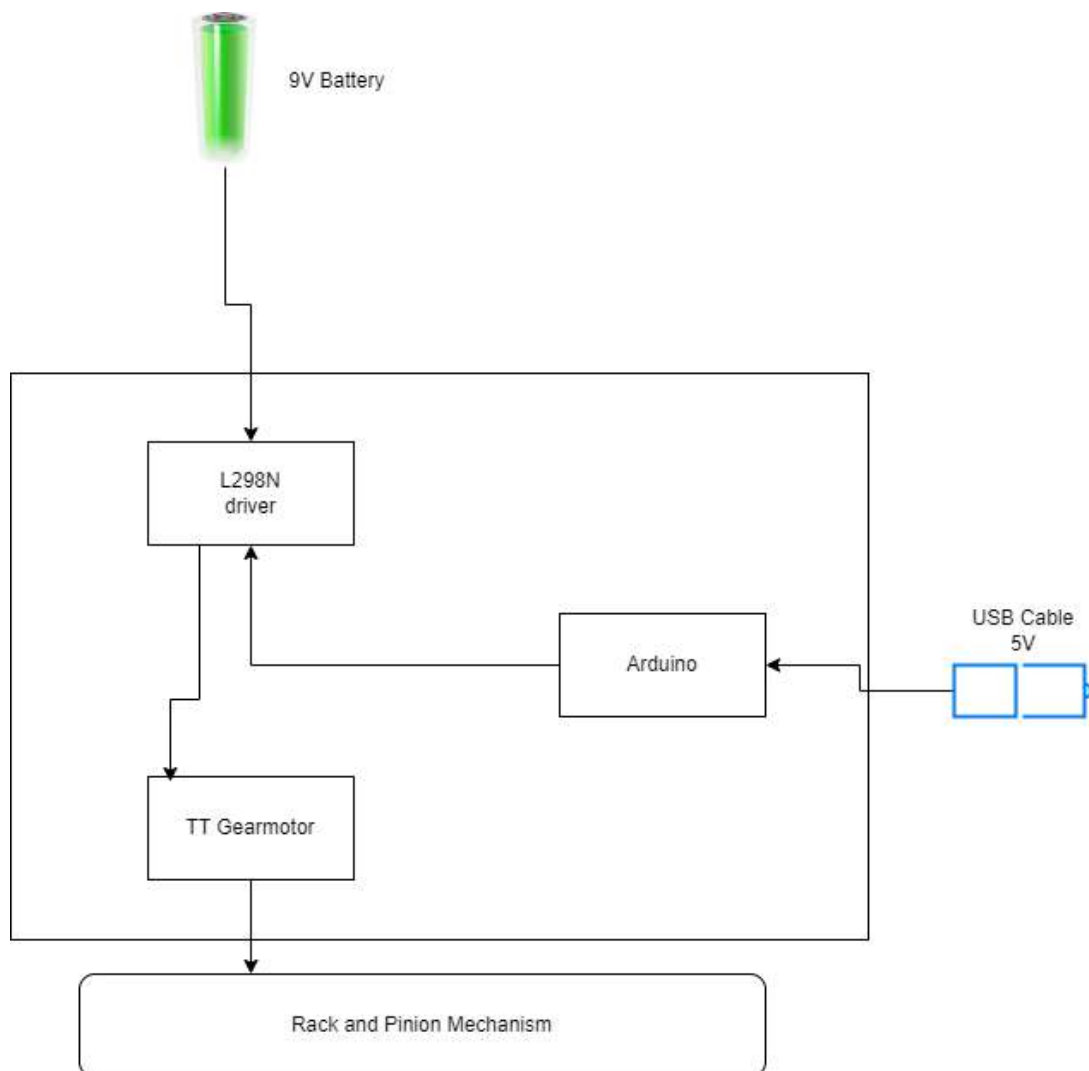 9V Battery
L298N
driver
USB Cable
5V
Arduino
TT Gearmotor
Rack and Pinion Mechanism